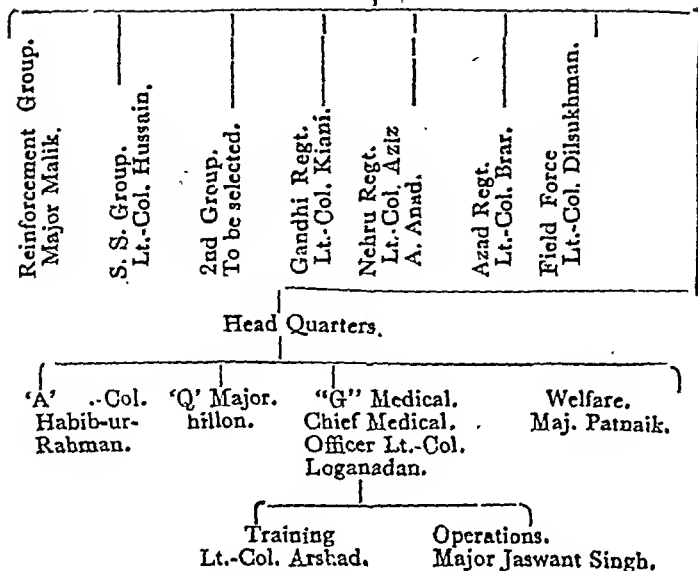 Reinforcement Group.
Major Malik.
S. S. Group.
Lt.-Col. Hussain.
2nd Group.
To be selected.
Gandhi Regt.
Lt.-Col. Kiani.
Nehru Regt.
Lt.-Col. Aziz
A. Anad.
Azad Regt.
Lt.-Col. Brar.
Field Force
Lt.-Col. Dilsukhman.
Head Quarters.
'A' .-Col. 'Q' Major. "G" Medical. Welfare.
Habib-ur- hillon. Chief Medical. Maj. Patnaik.
Rahman. Officer Lt.-Col.
Loganadan.
Training Operations.
Lt.-Col. Arshad. Major Jaswant Singh.